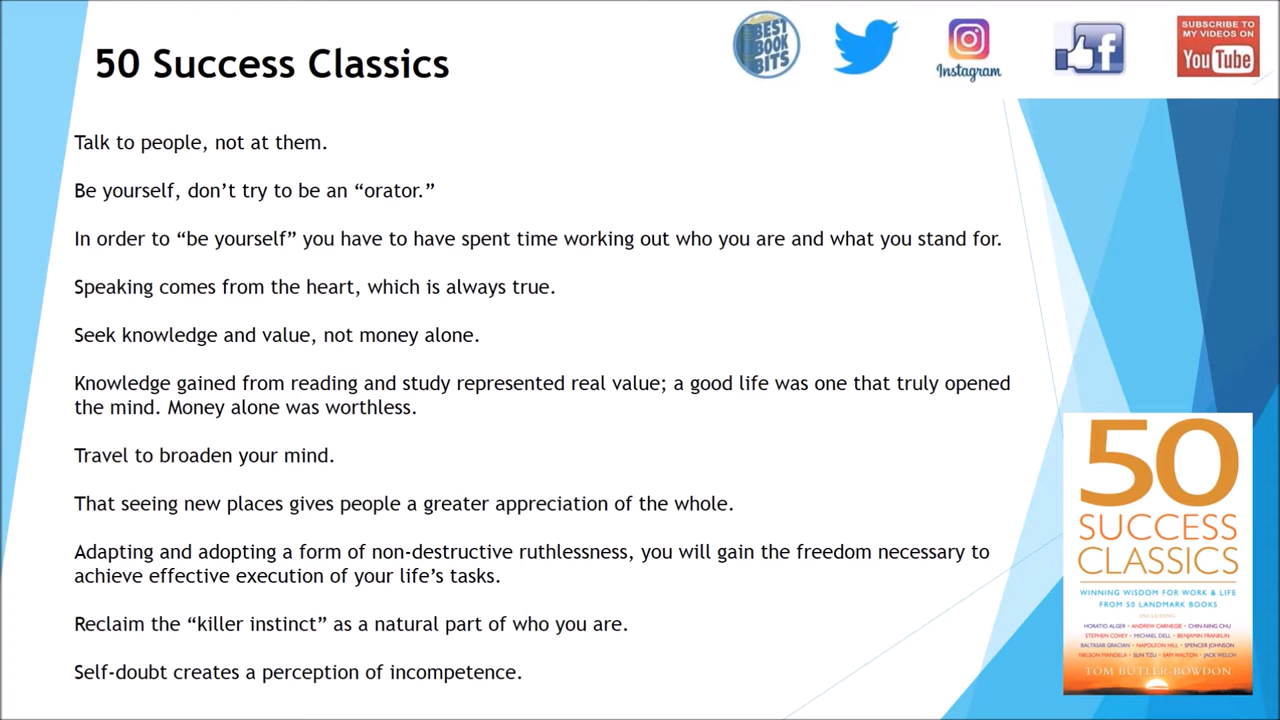 50 Success Classics
BEST
BOOK
BITS
Instagram
f
SUBSCRIBE TO
MY VIDEOS ON
YouTube
Talk to people, not at them.
Be yourself, don’t try to be an “orator.”
In order to “be yourself” you have to have spent time working out who you are and what you stand for.
Speaking comes from the heart, which is always true.
Seek knowledge and value, not money alone.
Knowledge gained from reading and study represented real value; a good life was one that truly opened
the mind. Money alone was worthless.
Travel to broaden your mind.
That seeing new places gives people a greater appreciation of the whole.
Adapting and adopting a form of non-destructive ruthlessness, you will gain the freedom necessary to
achieve effective execution of your life’s tasks.
Reclaim the “killer instinct” as a natural part of who you are.
Self-doubt creates a perception of incompetence.
50
SUCCESS
CLASSICS
WINNING WISDOM FOR WORK & LIFE
FROM 50 LANDMARK BOOKS
INCLUDING
HORATIO ALGER • ANDREW CARNEGIE • CHIN-NING CHU
STEPHEN COVEY • MICHAEL DELL • BENJAMIN FRANKLIN
BALTASAR GRACIAN • NAPOLEON HILL • SPENCER JOHNSON
NELSON MANDELA • SUN TZU • SAM WALTON • JACK WELCH
TOM BUTLER-BOWDON